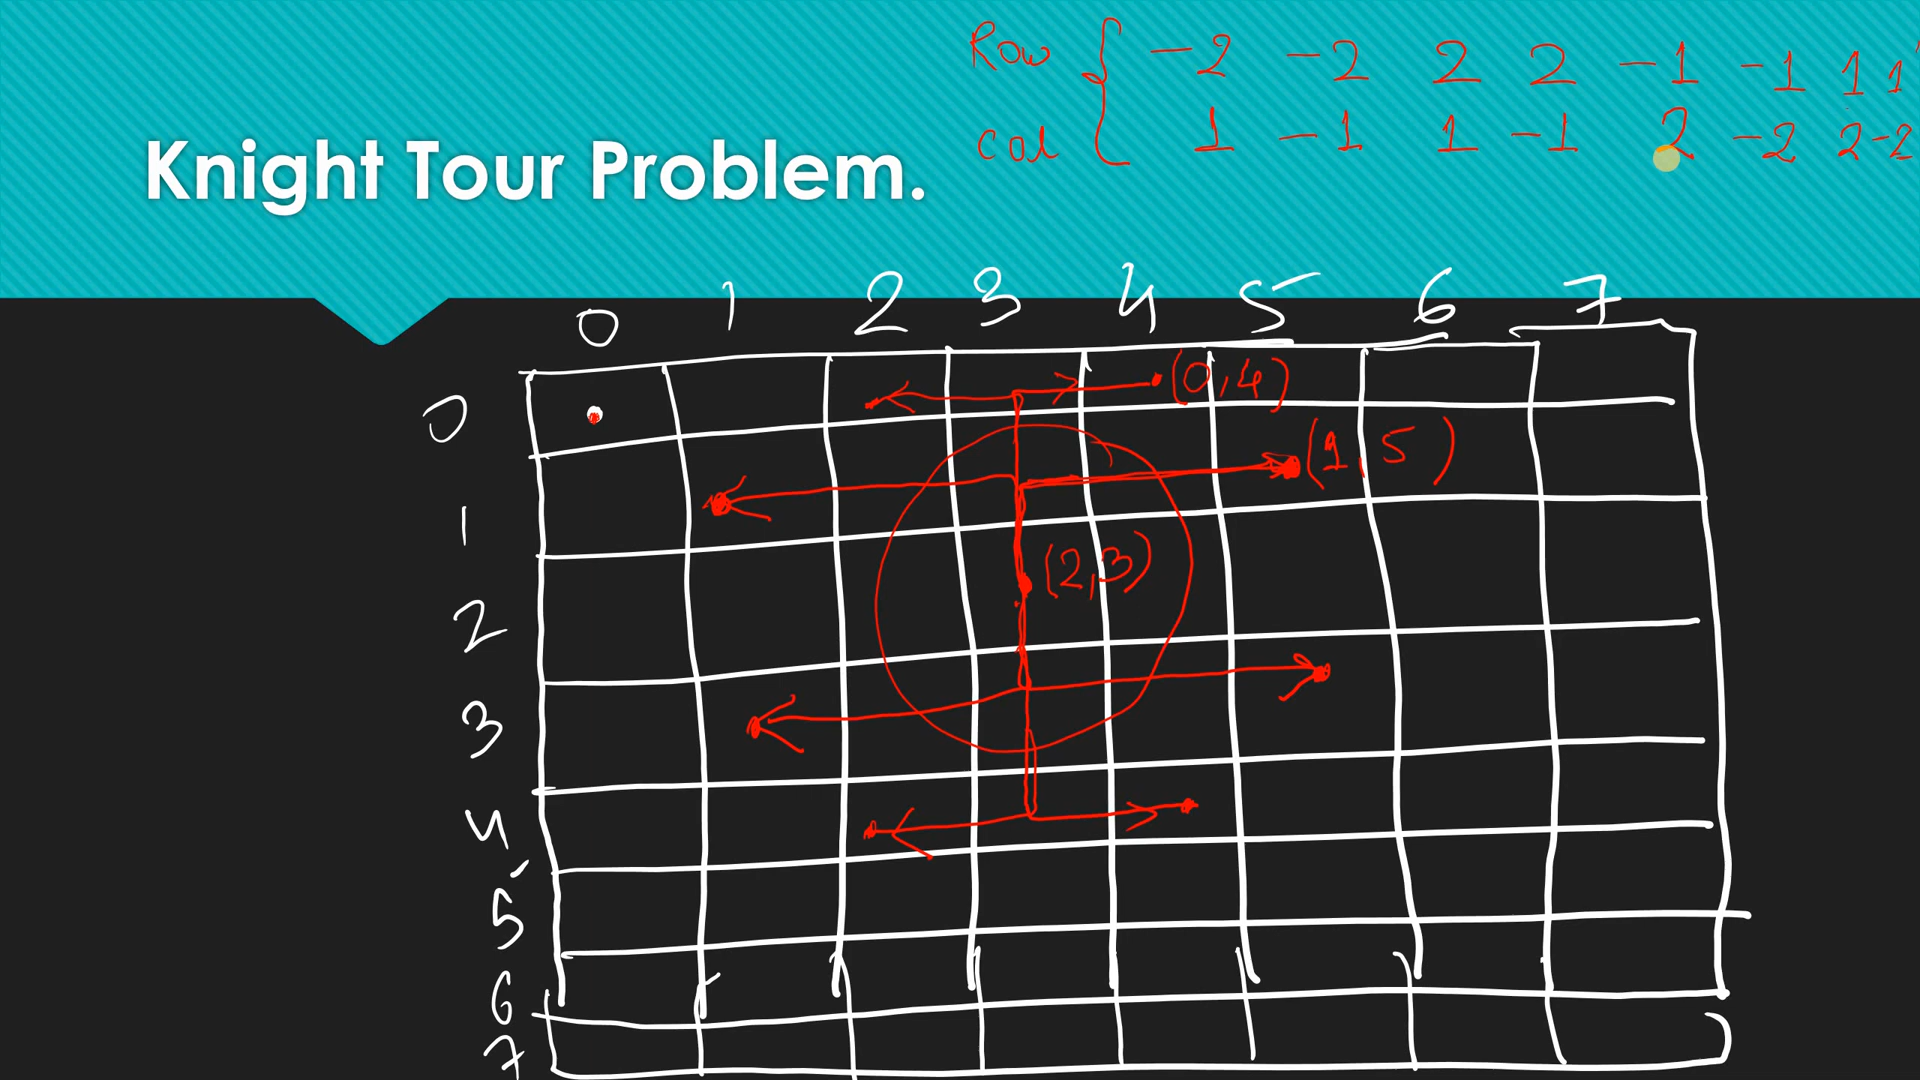 Row { -2 -2 2 2 -1 -1 1 1
Col { 1 -1 1 -1 2 -2 2 -2
Knight Tour Problem.
0 1 2 3 4 5 6 7
0 (0,4)
1 (1,5)
2 (2,3)
3
4
5
6
7